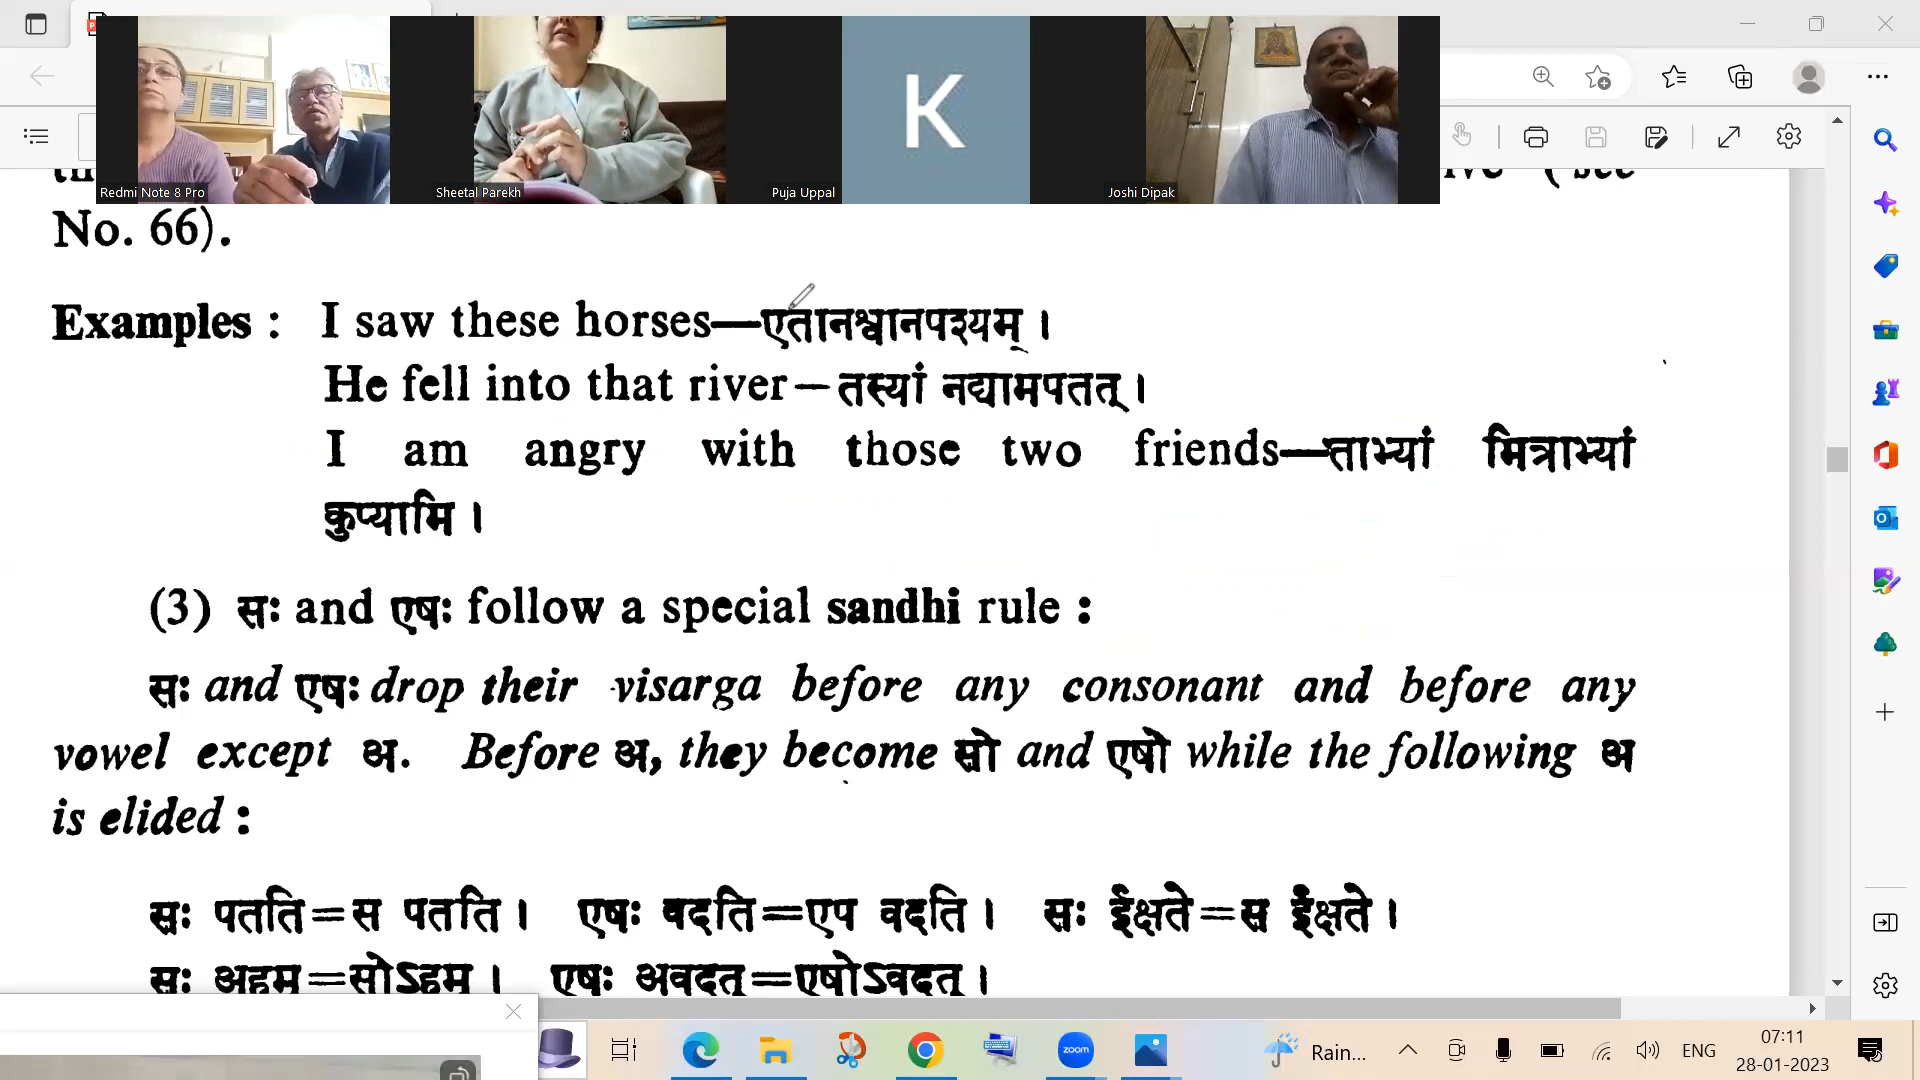 Redmi Note 8 Pro
Sheetal Parekh
Puja Uppal
K
Joshi Dipak
(see
No. 66).
Examples : I saw these horses—एतानश्वानपश्यम् ।
He fell into that river—तस्यां नद्यामपतत् ।
I am angry with those two friends—ताभ्यां मित्राभ्यां
कुप्यामि ।
(3) सः and एषः follow a special sandhi rule :
सः and एषः drop their visarga before any consonant and before any
vowel except अ. Before अ, they become सो and एषो while the following अ
is elided :
सः पतति=स पतति । एषः वदति=एष वदति । सः ईक्षते=स ईक्षते ।
सः अहम्=सोऽहम् । एषः अवदत्=एषोऽवदत् ।
zoom
Rain...
ENG
07:11
28-01-2023